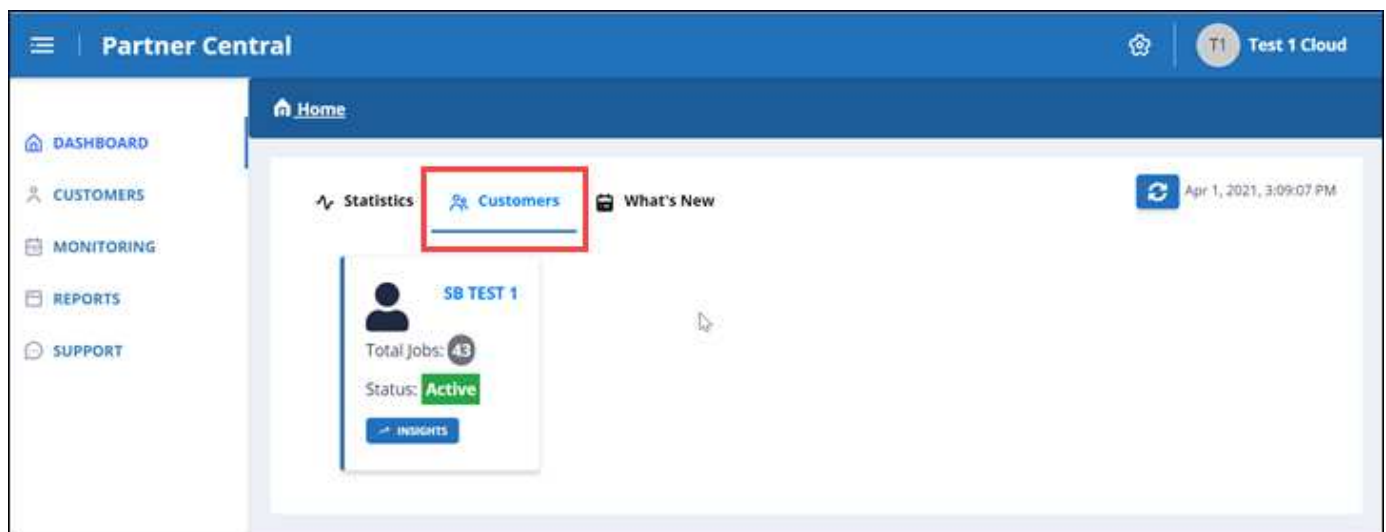 Partner Central
T1 Test 1 Cloud
Home
DASHBOARD
CUSTOMERS
MONITORING
REPORTS
SUPPORT
Statistics Customers What's New
Apr 1, 2021, 3:09:07 PM
SB TEST 1
Total Jobs: 43
Status: Active
INSIGHTS